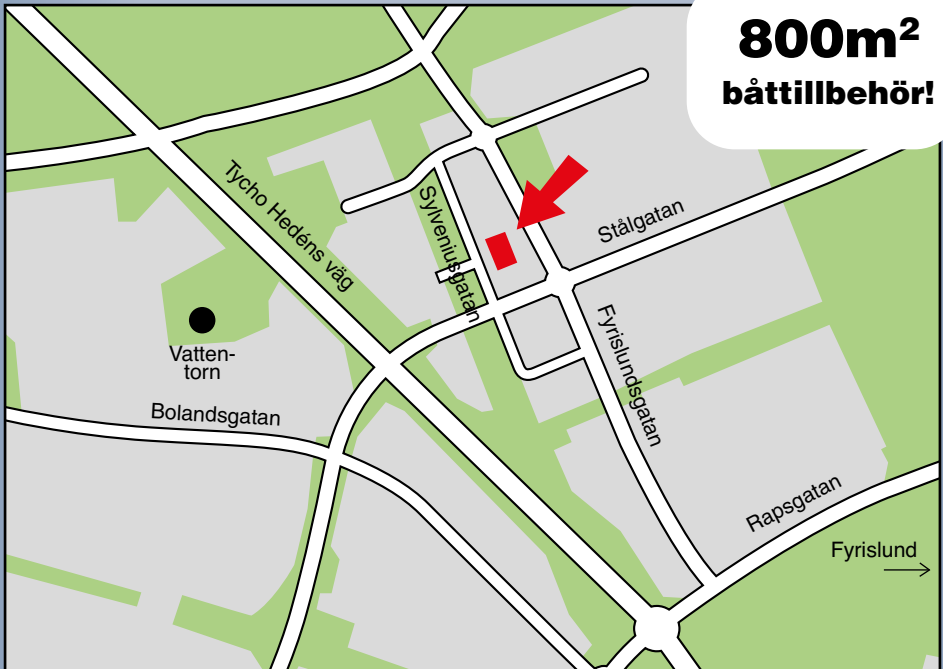 800m²
båttillbehör!
Tycho Hedéns väg
Sylveniusgatan
Stålgatan
Fyrislundsgatan
Vatten-
torn
Bolandsgatan
Rapsgatan
Fyrislund